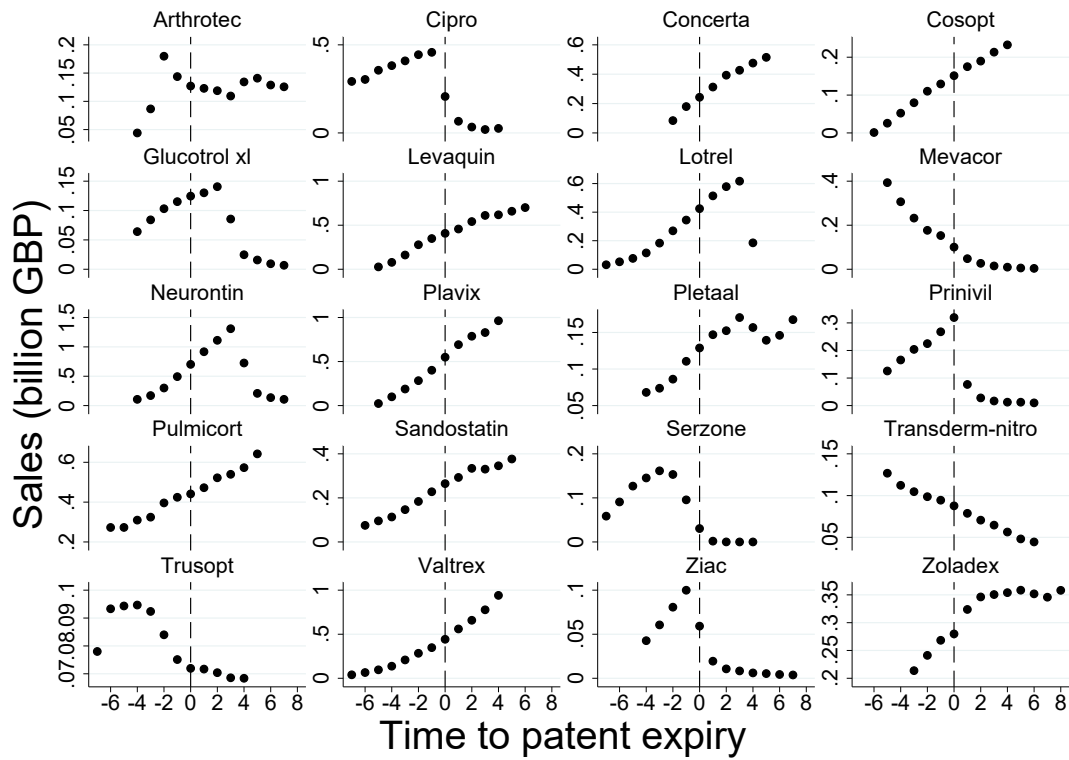 Sales (billion GBP)
Arthrotec
.05 .1 .15 .2
Cipro
0 .5
Concerta
0 .2 .4 .6
Cosopt
0 .1 .2
Glucotrol xl
0 .05 .1 .15
Levaquin
0 .5 1
Lotrel
0 .2 .4 .6
Mevacor
0 .2 .4
Neurontin
0 .5 1 1.5
Plavix
0 .5 1
Pletaal
.05 .1 .15
Prinivil
0 .1 .2 .3
Pulmicort
.2 .4 .6
Sandostatin
0 .2 .4
Serzone
0 .1 .2
Transderm-nitro
.05 .1 .15
Trusopt
.07 .08 .09 .1
-6 -4 -2 0 2 4 6 8
Valtrex
0 .5 1
-6 -4 -2 0 2 4 6 8
Ziac
0 .05 .1
-6 -4 -2 0 2 4 6 8
Zoladex
.2 .25 .3 .35
-6 -4 -2 0 2 4 6 8
Time to patent expiry